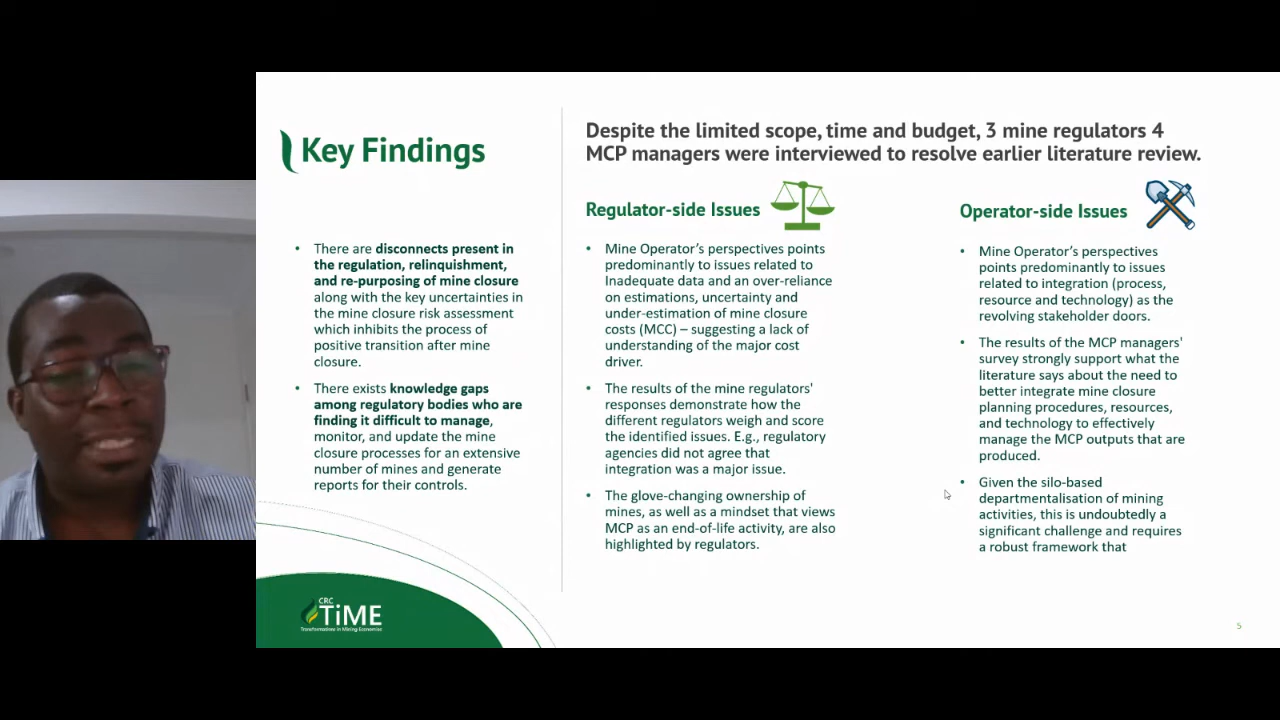 Key Findings
There are disconnects present in
the regulation, relinquishment,
and re-purposing of mine closure
along with the key uncertainties in
the mine closure risk assessment
which inhibits the process of
positive transition after mine
closure.
There exists knowledge gaps
among regulatory bodies who are
finding it difficult to manage,
monitor, and update the mine
closure processes for an extensive
number of mines and generate
reports for their controls.
Despite the limited scope, time and budget, 3 mine regulators 4
MCP managers were interviewed to resolve earlier literature review.
Regulator-side Issues
Mine Operator's perspectives points
predominantly to issues related to
Inadequate data and an over-reliance
on estimations, uncertainty and
under-estimation of mine closure
costs (MCC) – suggesting a lack of
understanding of the major cost
driver.
The results of the mine regulators'
responses demonstrate how the
different regulators weigh and score
the identified issues. E.g., regulatory
agencies did not agree that
integration was a major issue.
The glove-changing ownership of
mines, as well as a mindset that views
MCP as an end-of-life activity, are also
highlighted by regulators.
Operator-side Issues
Mine Operator's perspectives
points predominantly to issues
related to integration (process,
resource and technology) as the
revolving stakeholder doors.
The results of the MCP managers'
survey strongly support what the
literature says about the need to
better integrate mine closure
planning procedures, resources,
and technology to effectively
manage the MCP outputs that are
produced.
Given the silo-based
departmentalisation of mining
activities, this is undoubtedly a
significant challenge and requires
a robust framework that
CRC
TiME
Transformations in Mining Economies
5